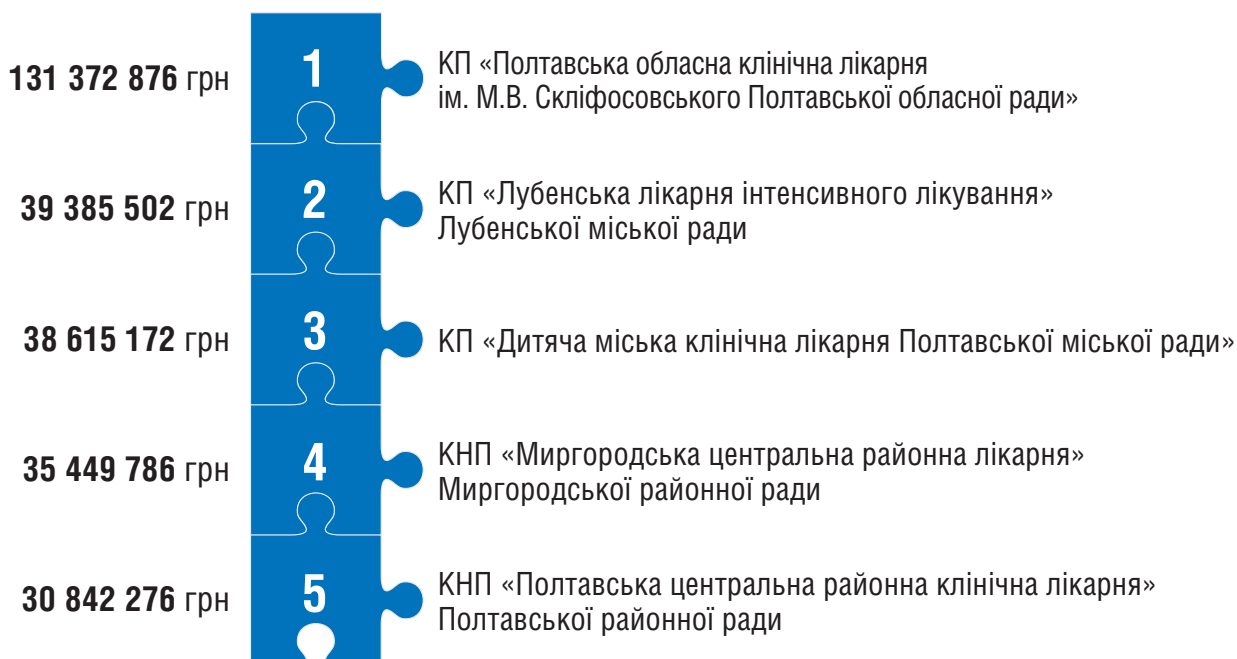 131 372 876 грн
1
КП «Полтавська обласна клінічна лікарня
ім. М.В. Скліфосовського Полтавської обласної ради»
39 385 502 грн
2
КП «Лубенська лікарня інтенсивного лікування»
Лубенської міської ради
38 615 172 грн
3
КП «Дитяча міська клінічна лікарня Полтавської міської ради»
35 449 786 грн
4
КНП «Миргородська центральна районна лікарня»
Миргородської районної ради
30 842 276 грн
5
КНП «Полтавська центральна районна клінічна лікарня»
Полтавської районної ради